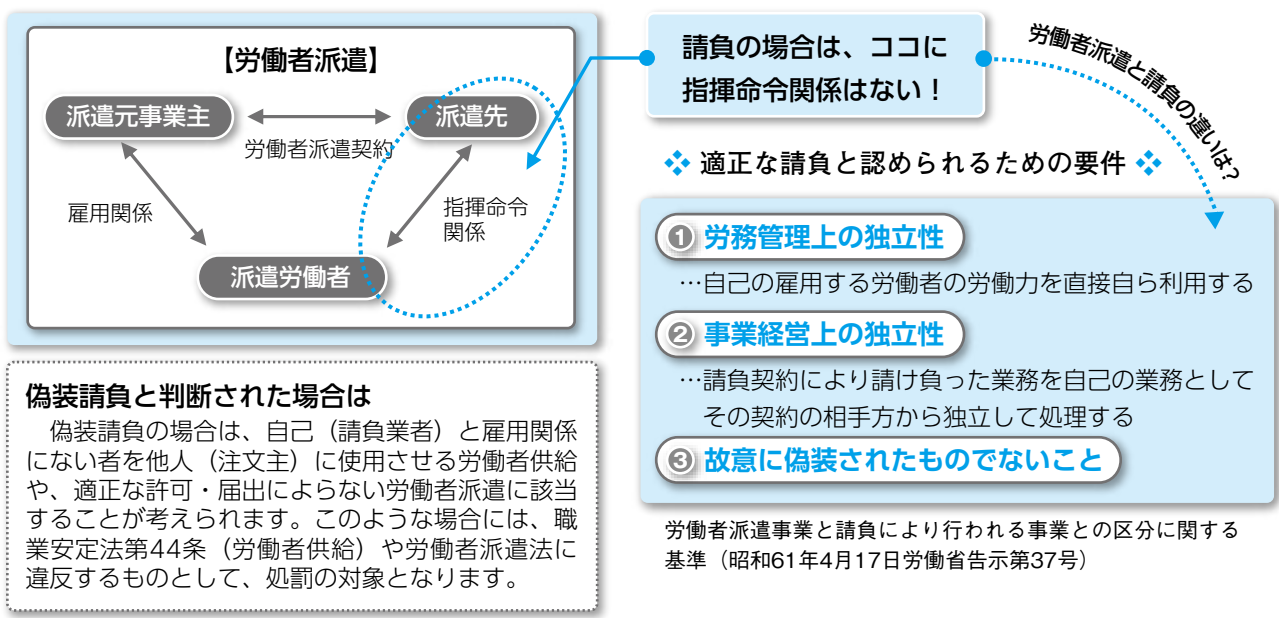 【労働者派遣】
派遣元事業主
派遣先
労働者派遣契約
雇用関係
指揮命令
関係
派遣労働者
請負の場合は、ココに
指揮命令関係はない！
労働者派遣と請負の違いは？
❖ 適正な請負と認められるための要件 ❖
① 労務管理上の独立性
…自己の雇用する労働者の労働力を直接自ら利用する
② 事業経営上の独立性
…請負契約により請け負った業務を自己の業務として
その契約の相手方から独立して処理する
③ 故意に偽装されたものでないこと
労働者派遣事業と請負により行われる事業との区分に関する
基準（昭和61年4月17日労働省告示第37号）
偽装請負と判断された場合は
偽装請負の場合は、自己（請負業者）と雇用関係
にない者を他人（注文主）に使用させる労働者供給
や、適正な許可・届出によらない労働者派遣に該当
することが考えられます。このような場合には、職
業安定法第44条（労働者供給）や労働者派遣法に
違反するものとして、処罰の対象となります。